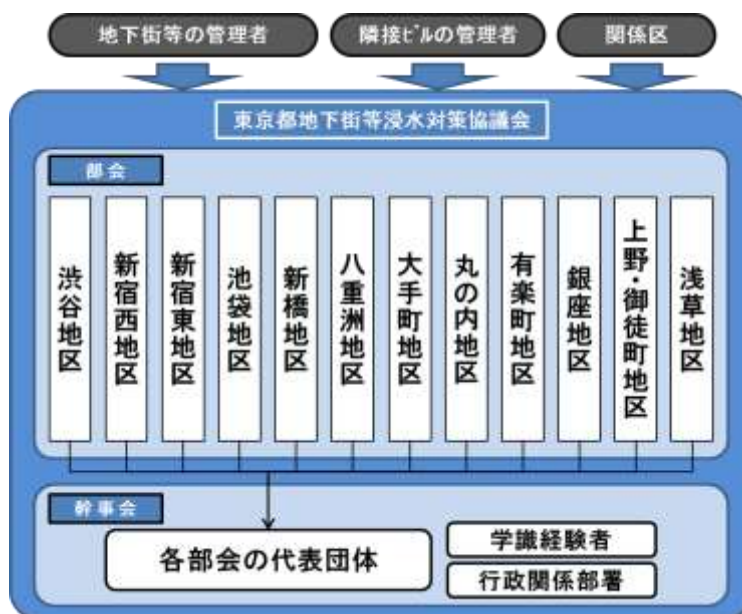 地下街等の管理者
隣接ﾋﾞﾙの管理者
関係区
東京都地下街等浸水対策協議会
部会
渋谷地区
新宿西地区
新宿東地区
池袋地区
新橋地区
八重洲地区
大手町地区
丸の内地区
有楽町地区
銀座地区
上野・御徒町地区
浅草地区
幹事会
各部会の代表団体
学識経験者
行政関係部署